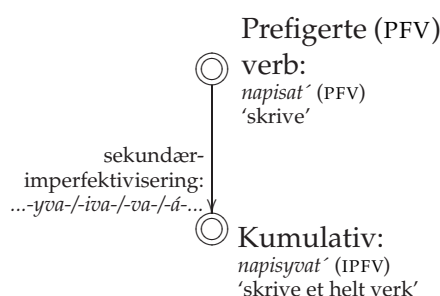 Prefigerte (PFV)
verb:
napisat´ (PFV)
‘skrive’
sekundær-
imperfektivisering:
...-yva-/-iva-/-va-/-á-...
Kumulativ:
napisyvat´ (IPFV)
‘skrive et helt verk’